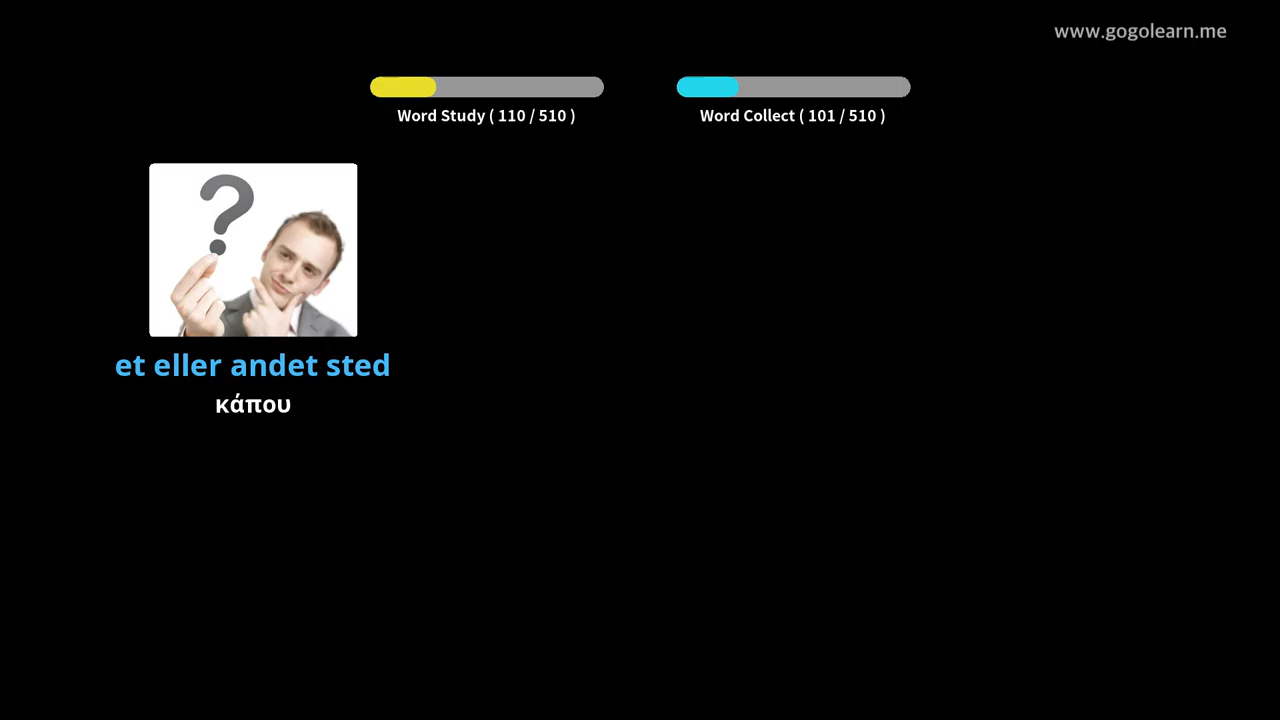 www.gogolearn.me
Word Study ( 110 / 510 )
Word Collect ( 101 / 510 )
?
et eller andet sted
κάπου